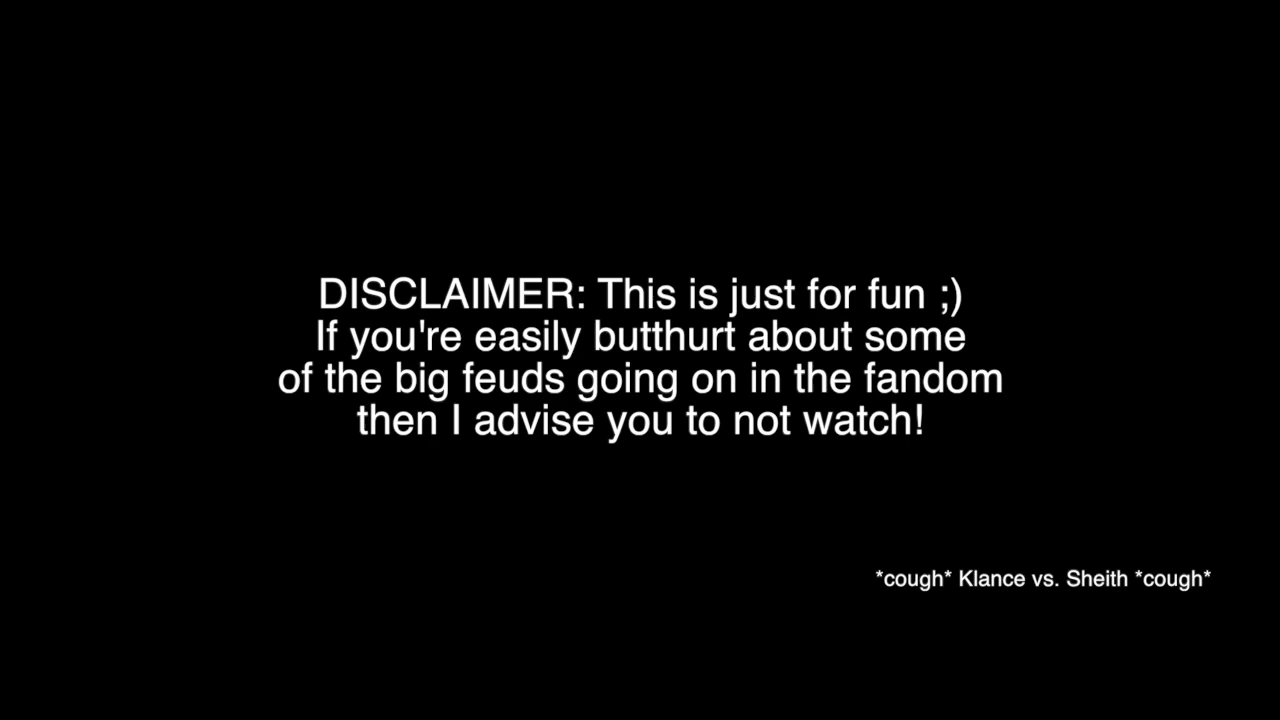 DISCLAIMER: This is just for fun ;)
If you're easily butthurt about some
of the big feuds going on in the fandom
then I advise you to not watch!
*cough* Klance vs. Sheith *cough*